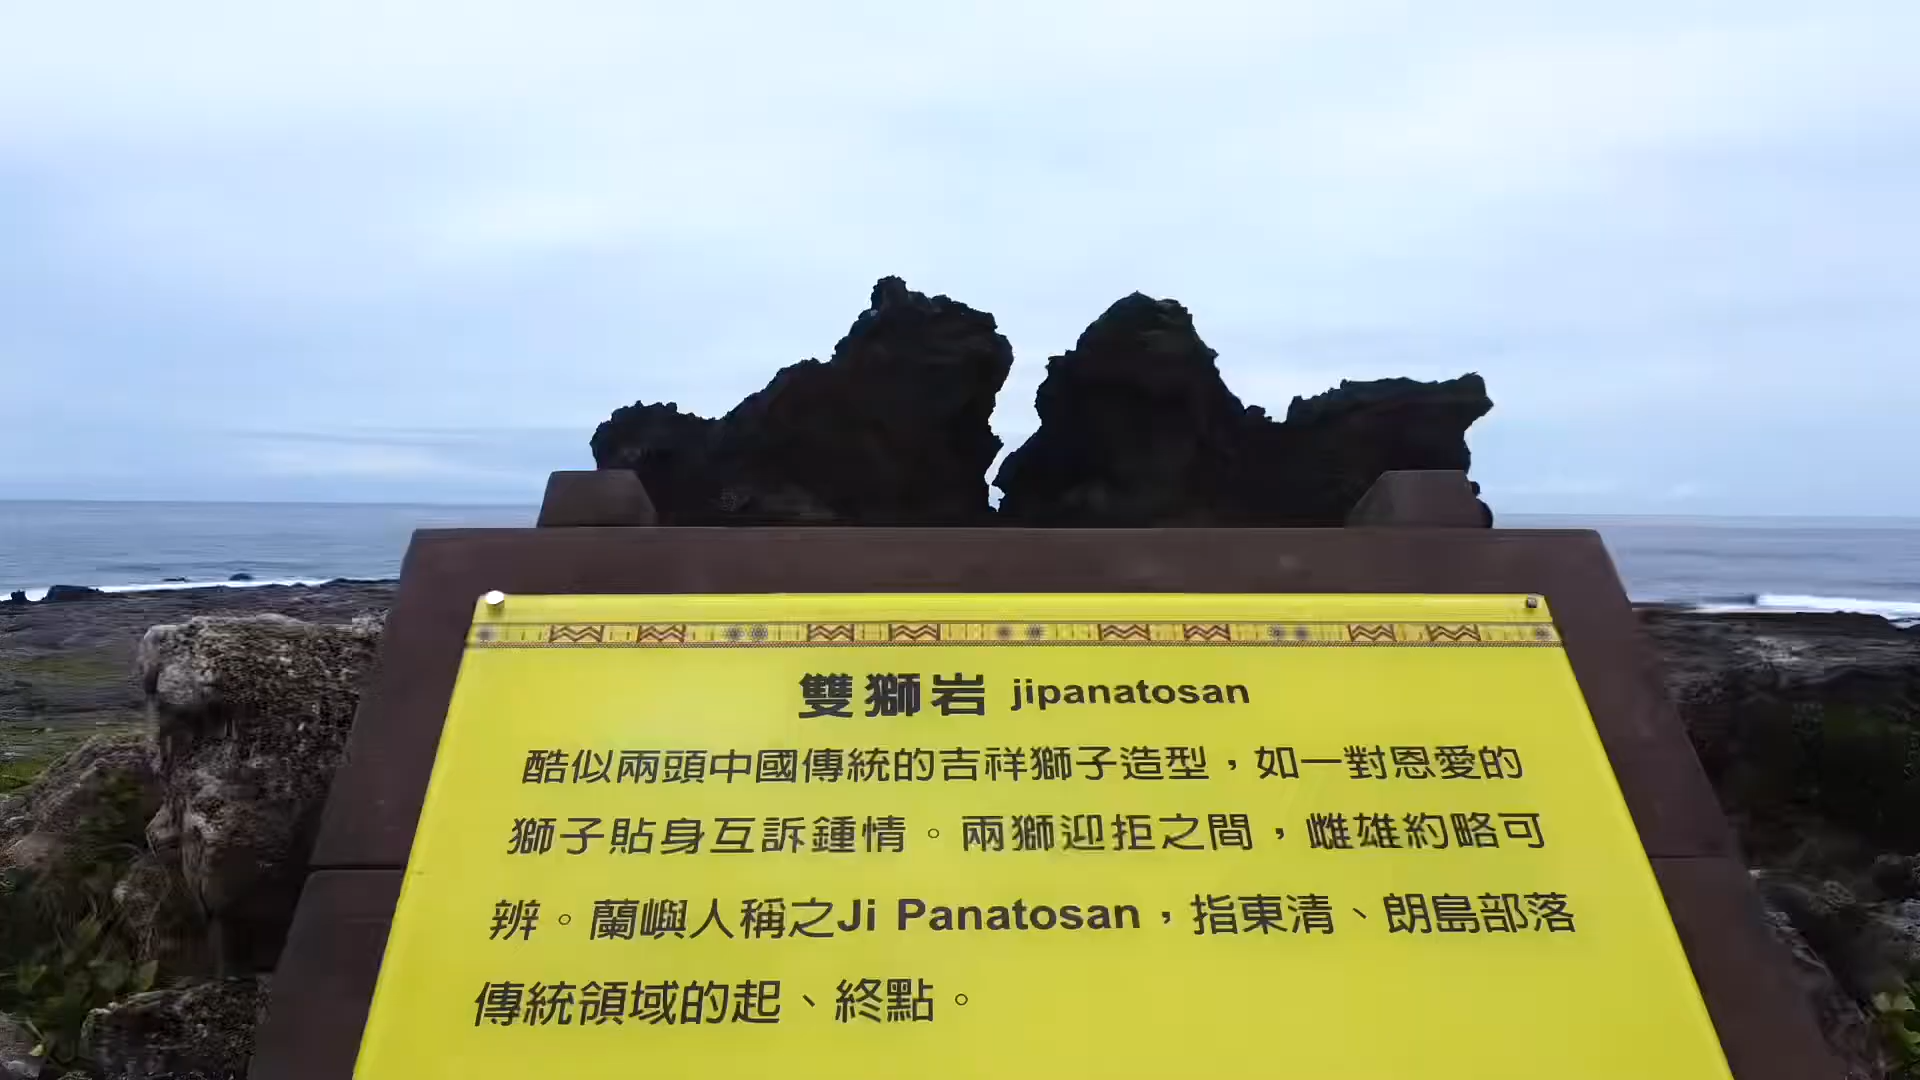 雙獅岩 jipanatosan
酷似兩頭中國傳統的吉祥獅子造型，如一對恩愛的
獅子貼身互訴鍾情。兩獅迎拒之間，雌雄約略可
辨。蘭嶼人稱之Ji Panatosan，指東清、朗島部落
傳統領域的起、終點。